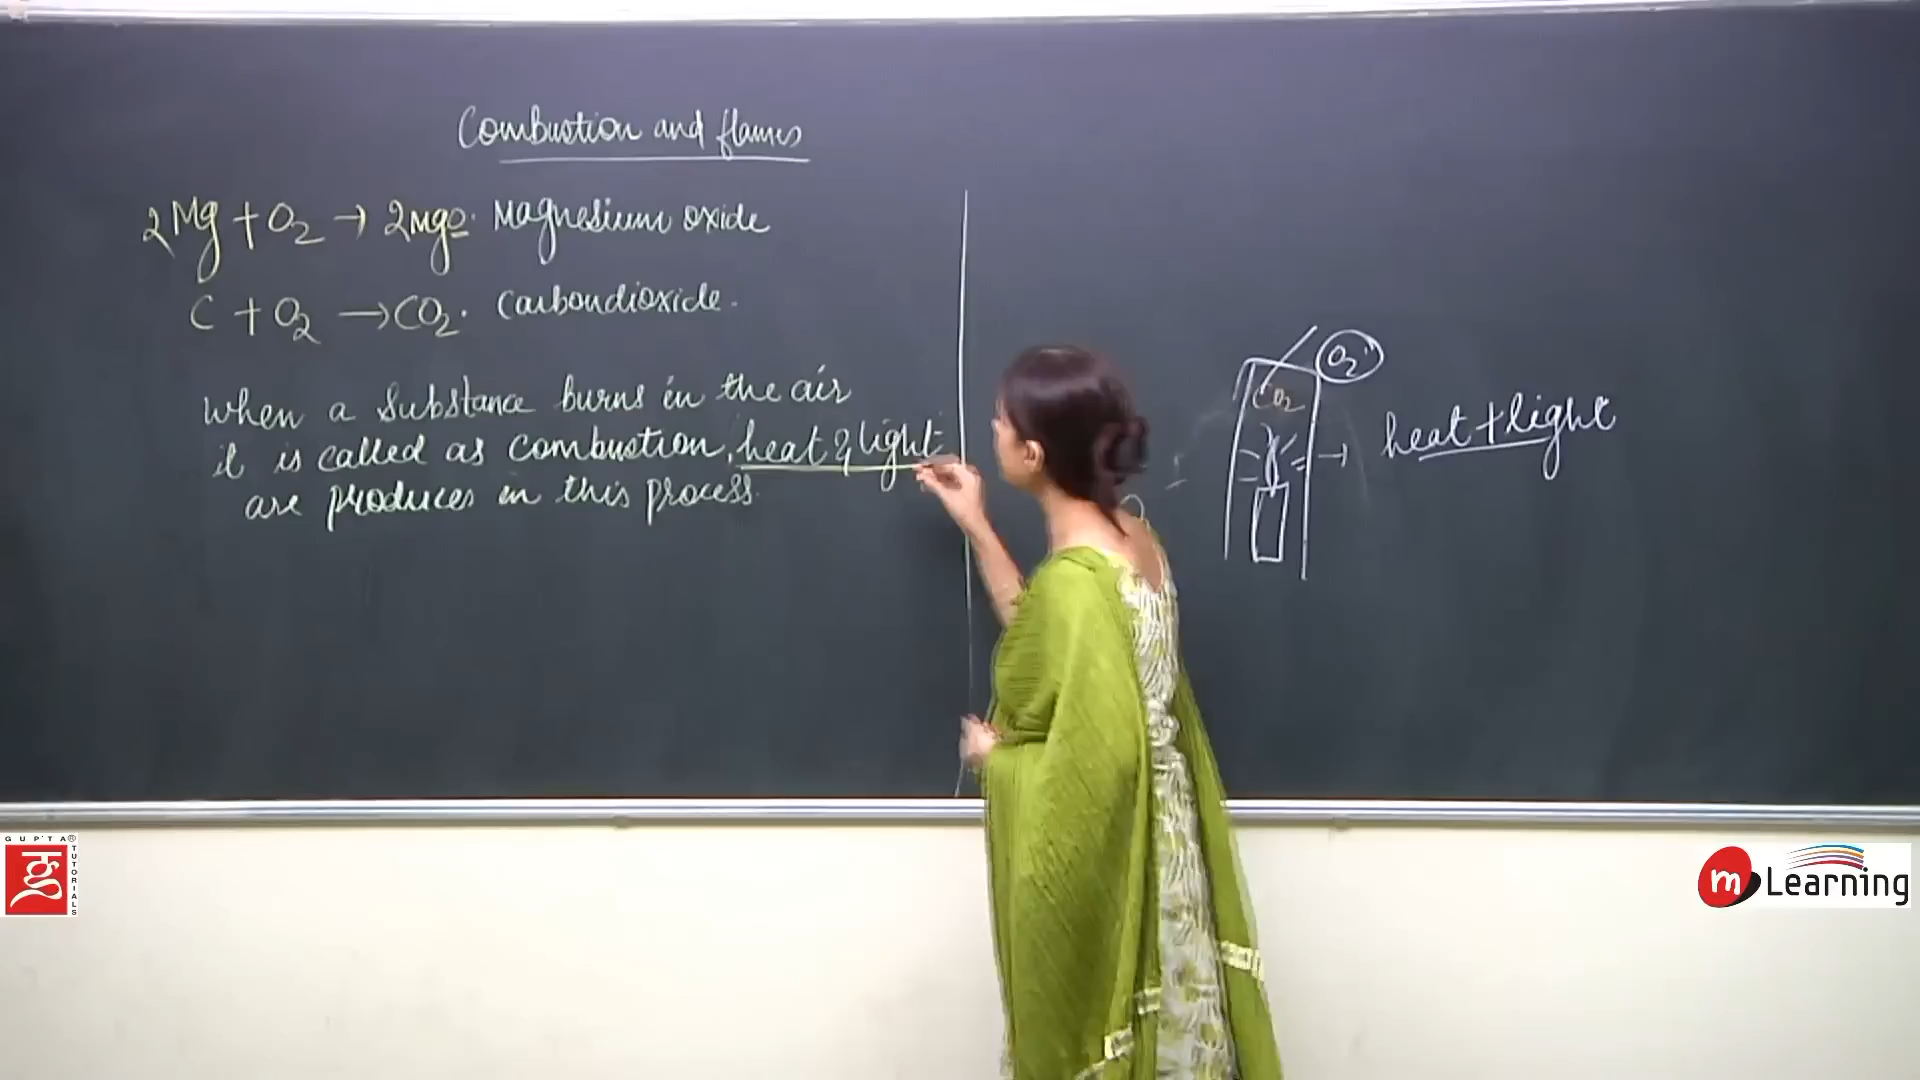 Combustion and flames
2Mg + O2 → 2MgO. Magnesium oxide
C + O2 → CO2. Carbondioxide.
When a substance burns in the air
it is called as combustion, heat & light
are produces in this process.
O2
CO2
→ heat + light
GUPTA®
TUTORIALS
m Learning